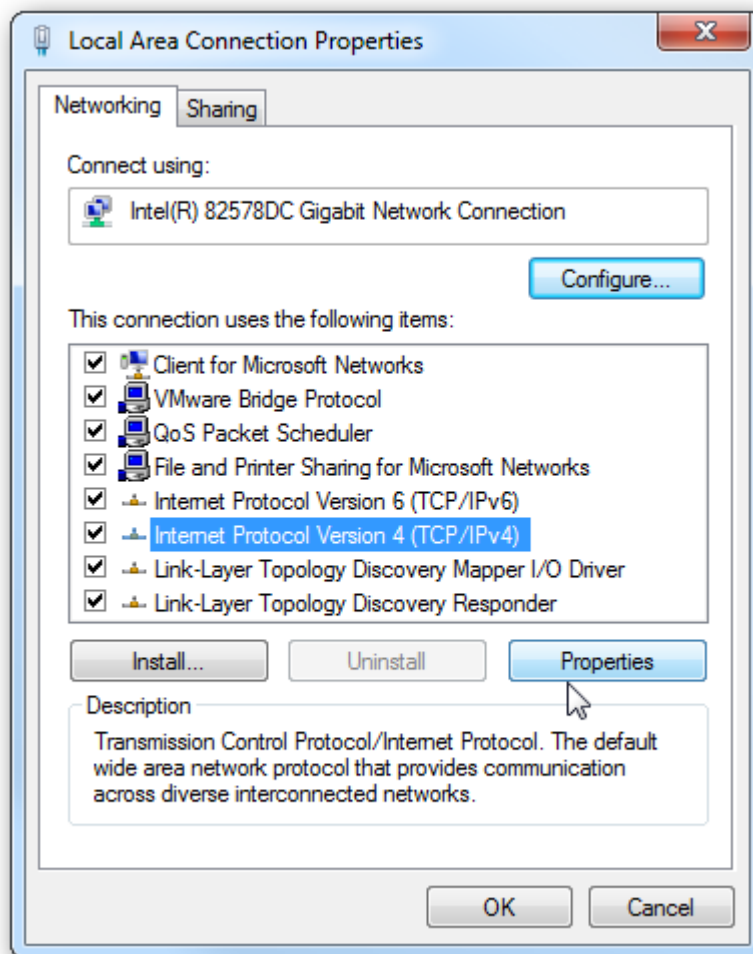 Local Area Connection Properties
Networking
Sharing
Connect using:
Intel(R) 82578DC Gigabit Network Connection
Configure...
This connection uses the following items:
Client for Microsoft Networks
VMware Bridge Protocol
QoS Packet Scheduler
File and Printer Sharing for Microsoft Networks
Internet Protocol Version 6 (TCP/IPv6)
Internet Protocol Version 4 (TCP/IPv4)
Link-Layer Topology Discovery Mapper I/O Driver
Link-Layer Topology Discovery Responder
Install...
Uninstall
Properties
Description
Transmission Control Protocol/Internet Protocol. The default
wide area network protocol that provides communication
across diverse interconnected networks.
OK
Cancel